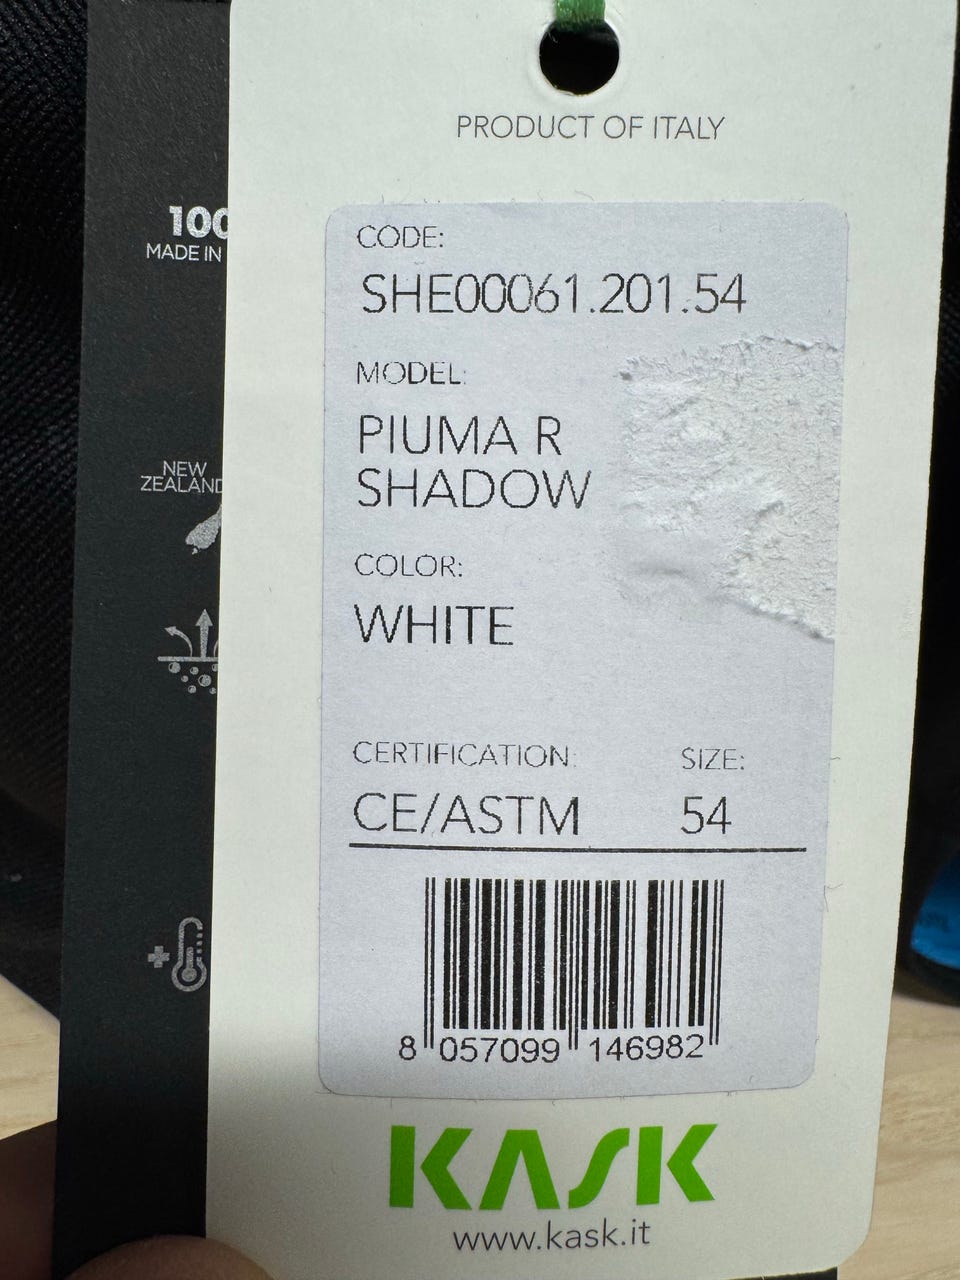 PRODUCT OF ITALY
CODE:
SHE00061.201.54
MODEL:
PIUMA R
SHADOW
COLOR:
WHITE
CERTIFICATION: SIZE:
CE/ASTM 54
8 057099 146982
KASK
www.kask.it
100
MADE IN
NEW
ZEALAND